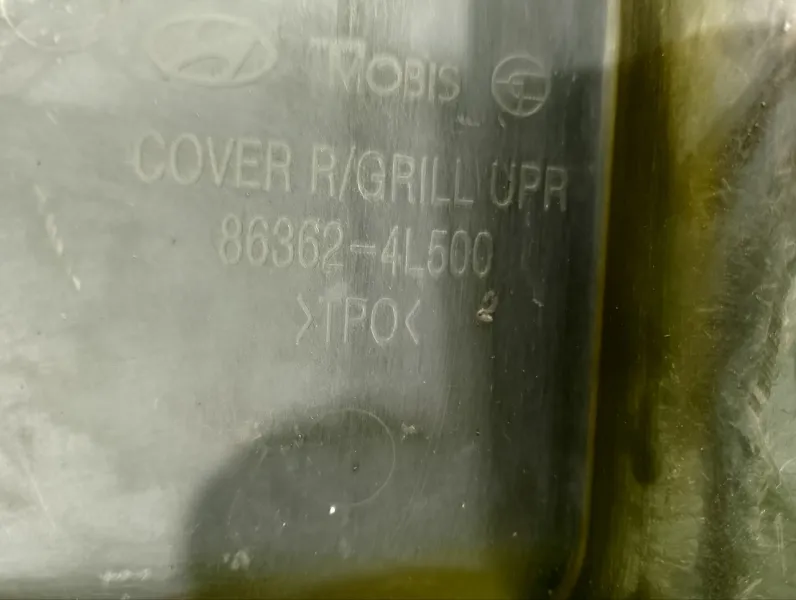 MOBIS
COVER R/GRILL UPR
86362-4L500
>TPO<